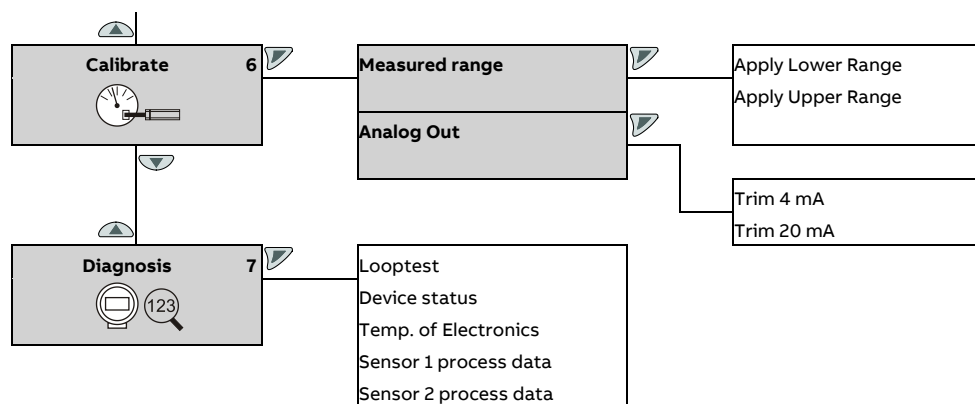 Calibrate 6
Measured range
Analog Out
Apply Lower Range
Apply Upper Range
Trim 4 mA
Trim 20 mA
Diagnosis 7
123
Looptest
Device status
Temp. of Electronics
Sensor 1 process data
Sensor 2 process data